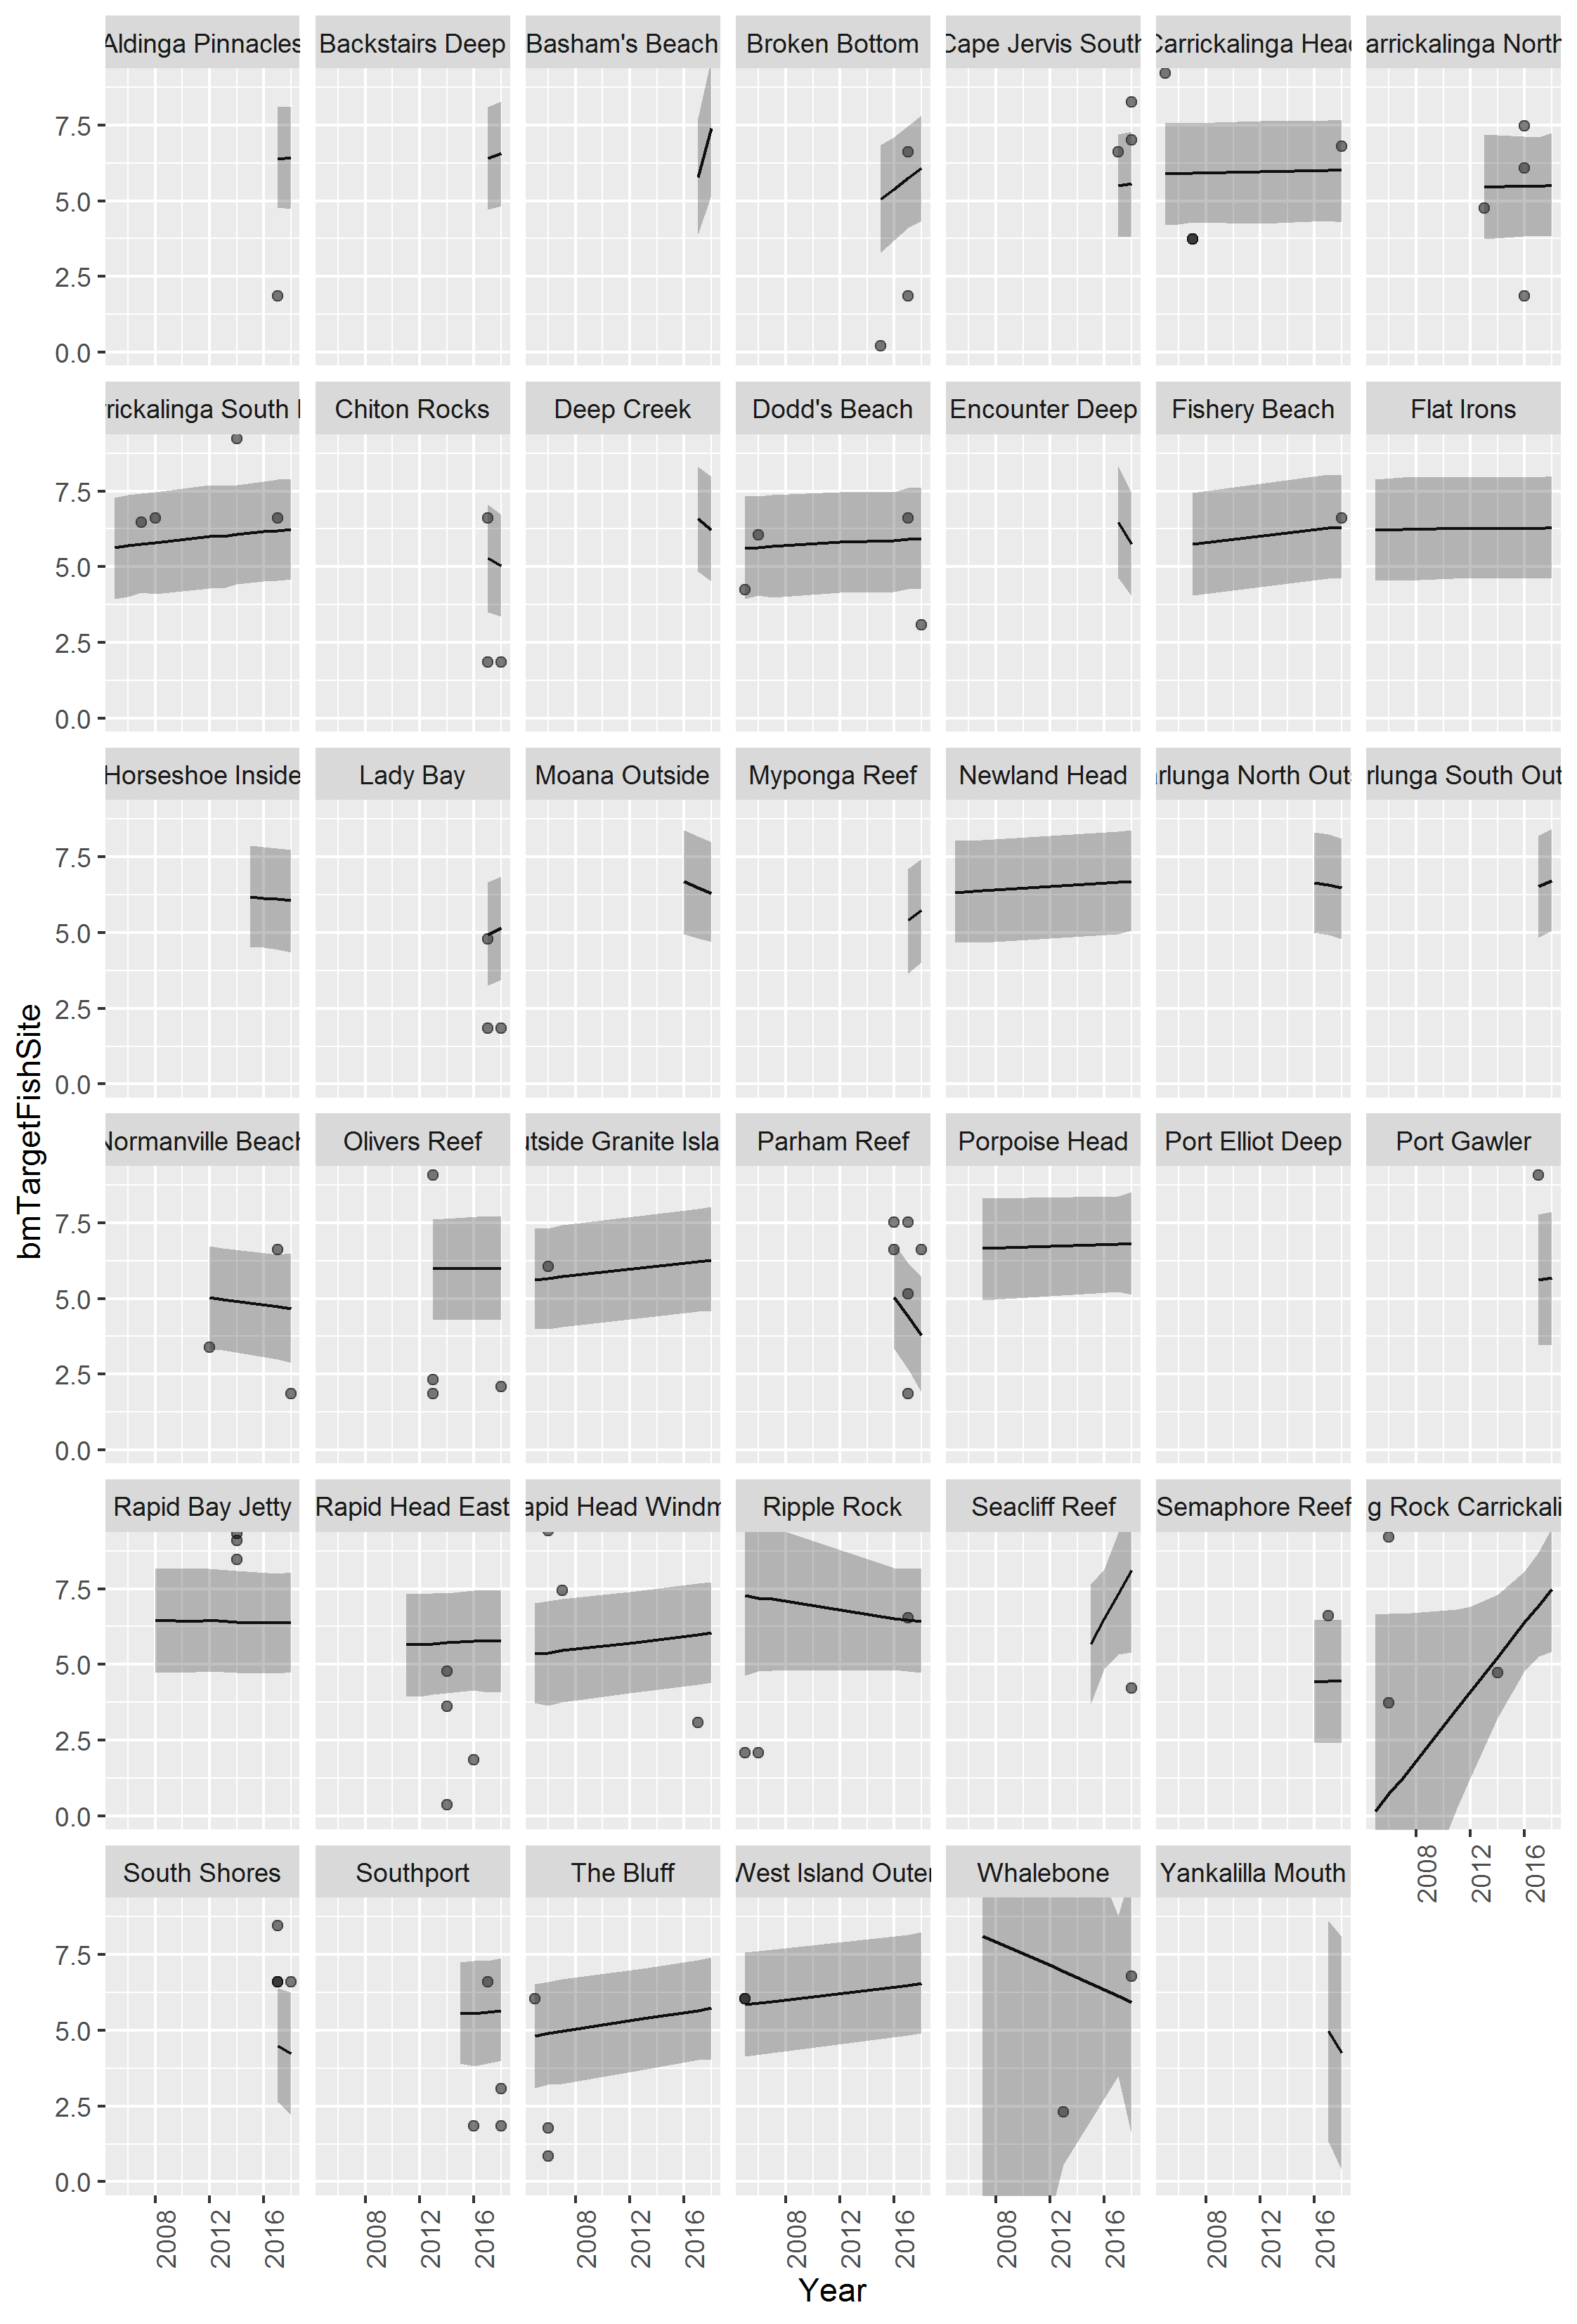 Aldinga Pinnacles Backstairs Deep Basham's Beach Broken Bottom Cape Jervis South Carrickalinga Head arrickalinga North
7.5
5.0
2.5
0.0
rrickalinga South Chiton Rocks Deep Creek Dodd's Beach Encounter Deep Fishery Beach Flat Irons
7.5
5.0
2.5
0.0
Horseshoe Inside Lady Bay Moana Outside Myponga Reef Newland Head arlunga North Outs rlunga South Out
7.5
5.0
2.5
0.0
bmTargetFishSite
Normanville Beach Olivers Reef utside Granite Isla Parham Reef Porpoise Head Port Elliot Deep Port Gawler
7.5
5.0
2.5
0.0
Rapid Bay Jetty Rapid Head East apid Head Windm Ripple Rock Seacliff Reef Semaphore Reef g Rock Carrickali
7.5
5.0
2.5
0.0
2008 2012 2016
South Shores Southport The Bluff West Island Outer Whalebone Yankalilla Mouth
7.5
5.0
2.5
0.0
2008 2012 2016 2008 2012 2016 2008 2012 2016 2008 2012 2016 2008 2012 2016 2008 2012 2016
Year